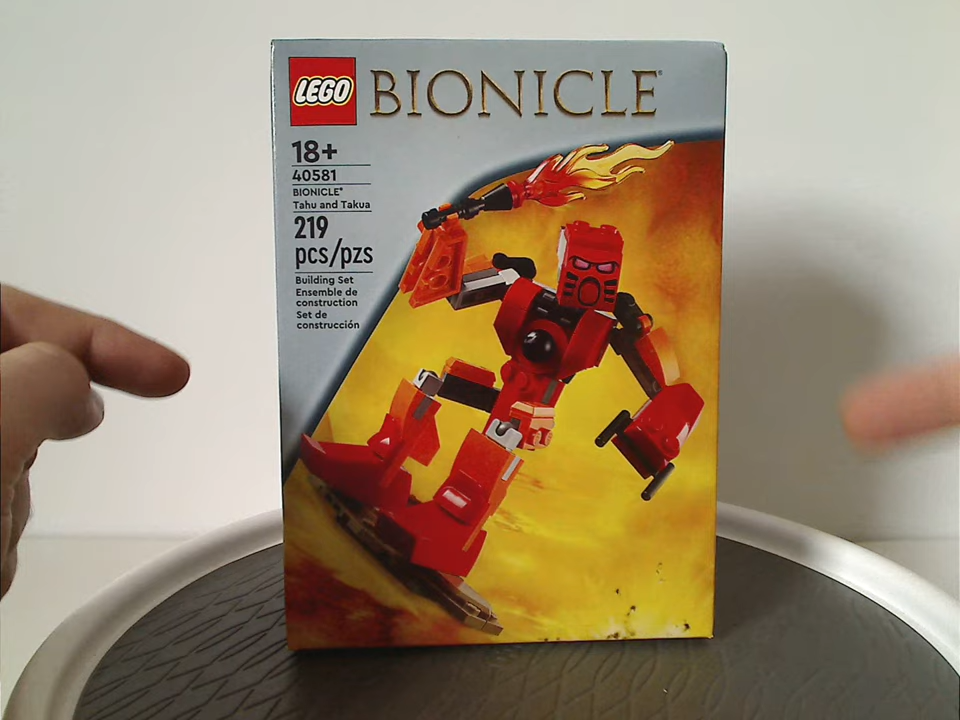 LEGO BIONICLE®
18+
40581
BIONICLE®
Tahu and Takua
219
pcs/pzs
Building Set
Ensemble de
construction
Set de
construcción